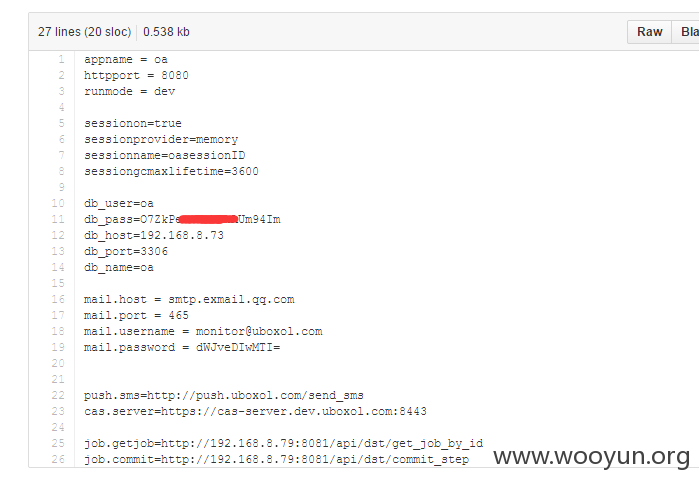 27 lines (20 sloc) 0.538 kb
Raw Bla
1 appname = oa
2 httpport = 8080
3 runmode = dev
4
5 sessionon=true
6 sessionprovider=memory
7 sessionname=oasessionID
8 sessiongcmaxlifetime=3600
9
10 db_user=oa
11
12 db_host=192.168.8.73
13 db_port=3306
14 db_name=oa
15
16 mail.host = smtp.exmail.qq.com
17 mail.port = 465
18 mail.username = monitor@uboxol.com
19 mail.password = dWJveDIwMTI=
20
21
22 push.sms=http://push.uboxol.com/send_sms
23 cas.server=https://cas-server.dev.uboxol.com:8443
24
25 job.getjob=http://192.168.8.79:8081/api/dst/get_job_by_id
26 job.commit=http://192.168.8.79:8081/api/dst/commit_step
www.wooyun.org